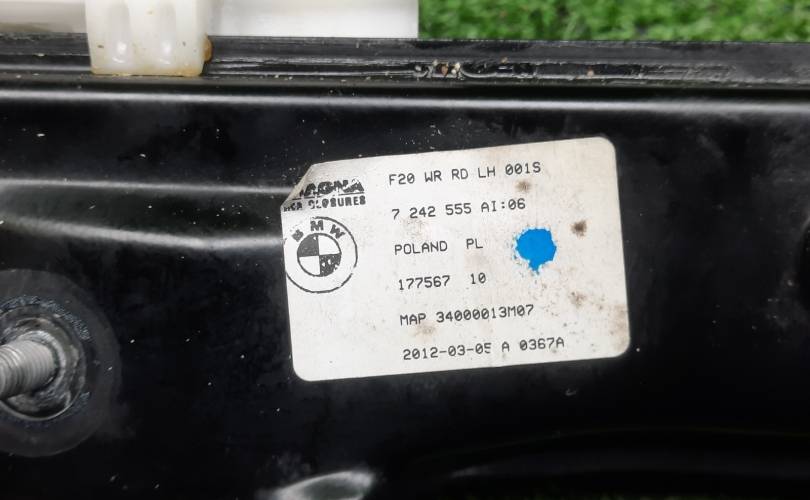 F20 WR RD LH 001S
CLOSURES
7 242 555 AI:06
BMW
POLAND PL
177567 10
MAP 34000013M07
2012-03-05 A 0367A